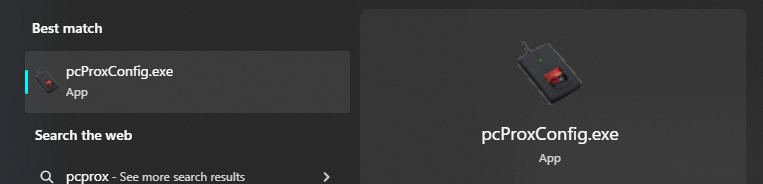 Best match
pcProxConfig.exe
App
Search the web
pcprox - See more search results
pcProxConfig.exe
App